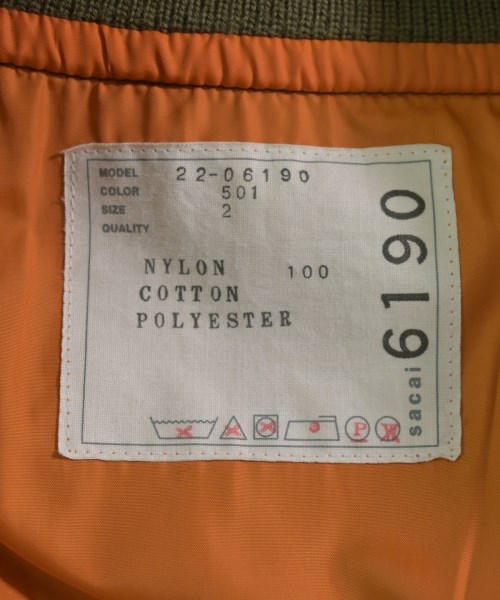 MODEL 22-06190
COLOR 501
SIZE 2
QUALITY
NYLON 100
COTTON
POLYESTER
P
W
sacai 6190